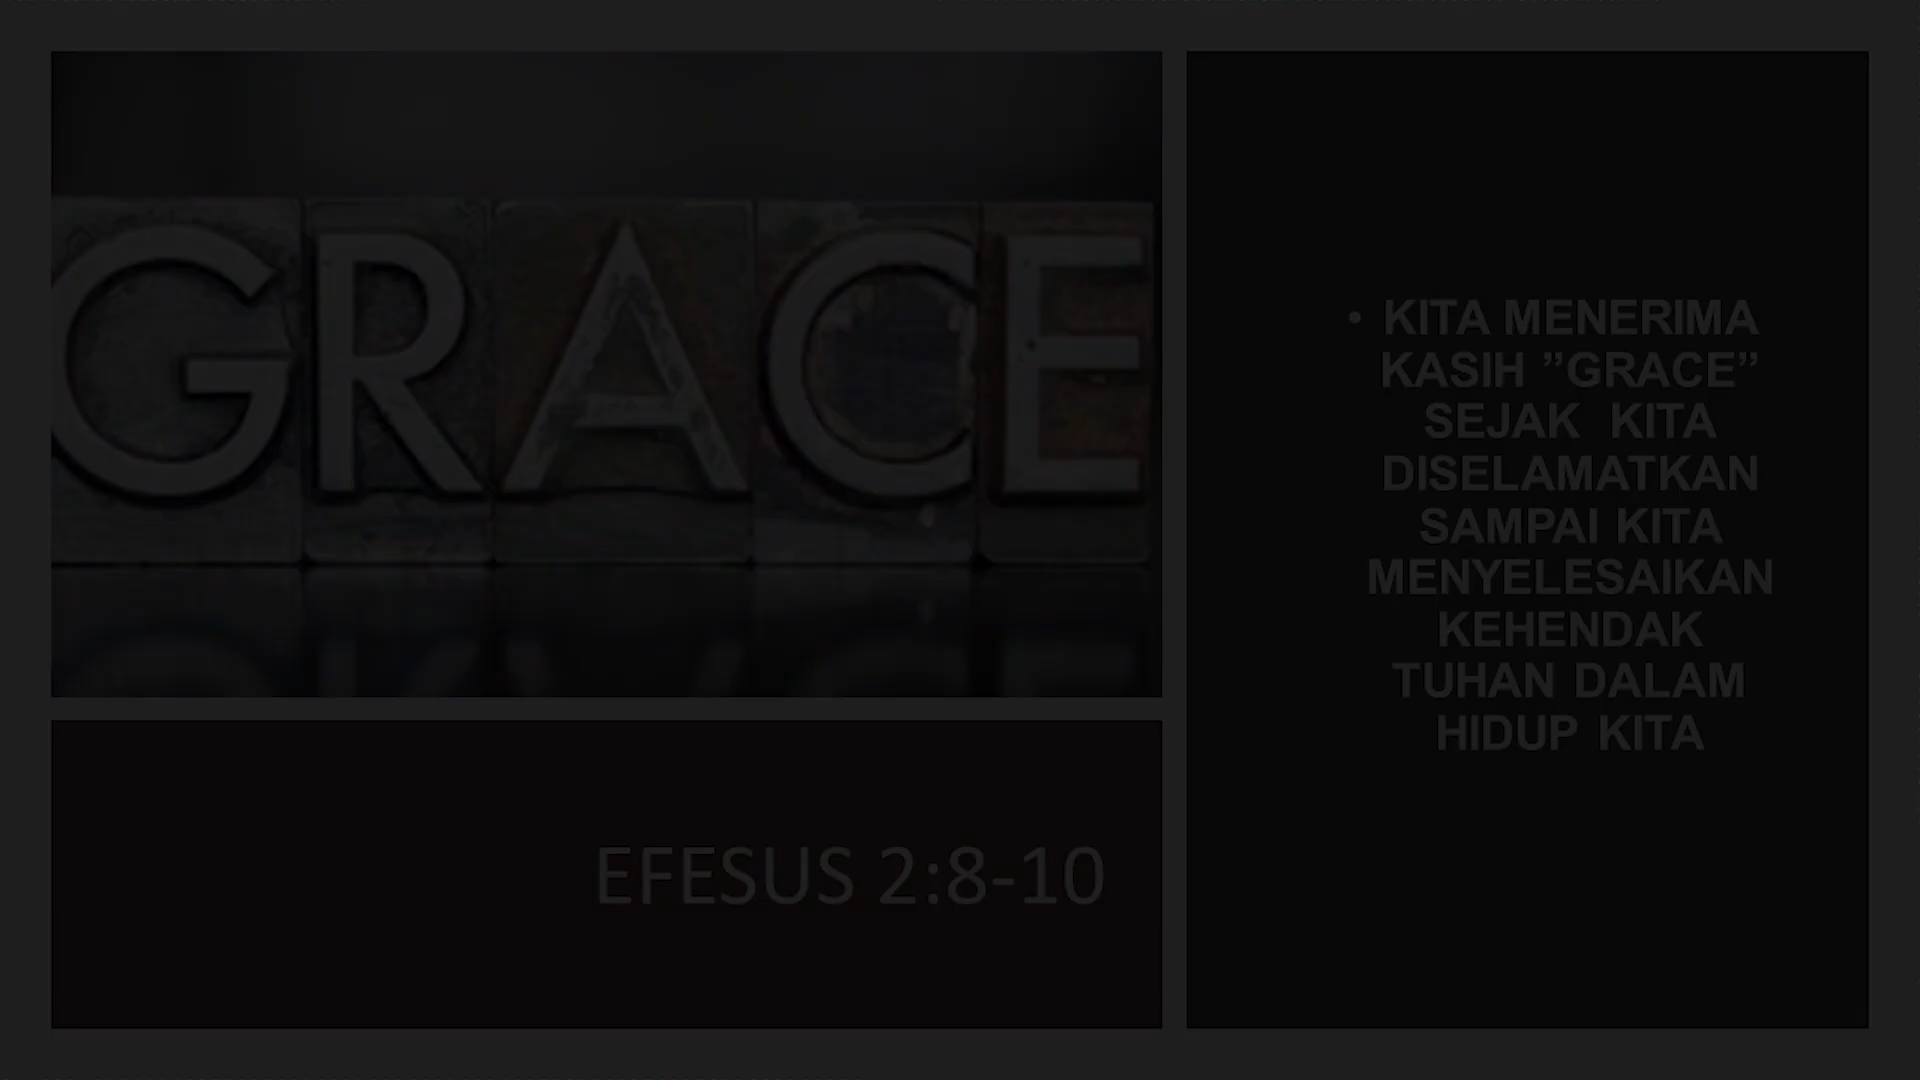 GRACE
EFESUS 2:8-10
• KITA MENERIMA
KASIH ”GRACE”
SEJAK KITA
DISELAMATKAN
SAMPAI KITA
MENYELESAIKAN
KEHENDAK
TUHAN DALAM
HIDUP KITA